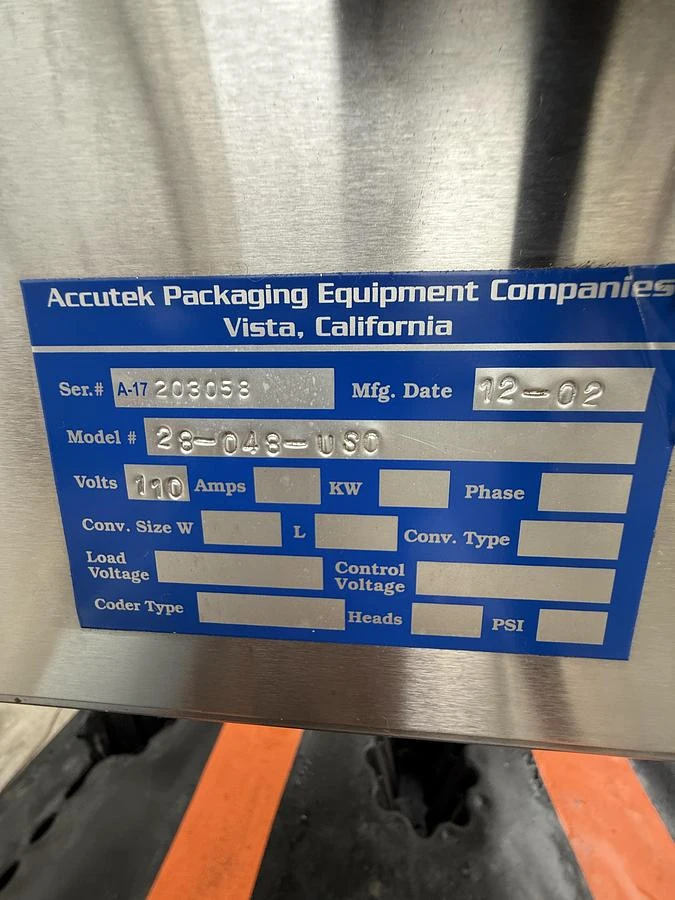 Accutek Packaging Equipment Companies
Vista, California
Ser.# A-17 203058 Mfg. Date 12-02
Model # 28-048-USO
Volts 110 Amps KW Phase
Conv. Size W L Conv. Type
Load Voltage Control Voltage
Coder Type Heads PSI